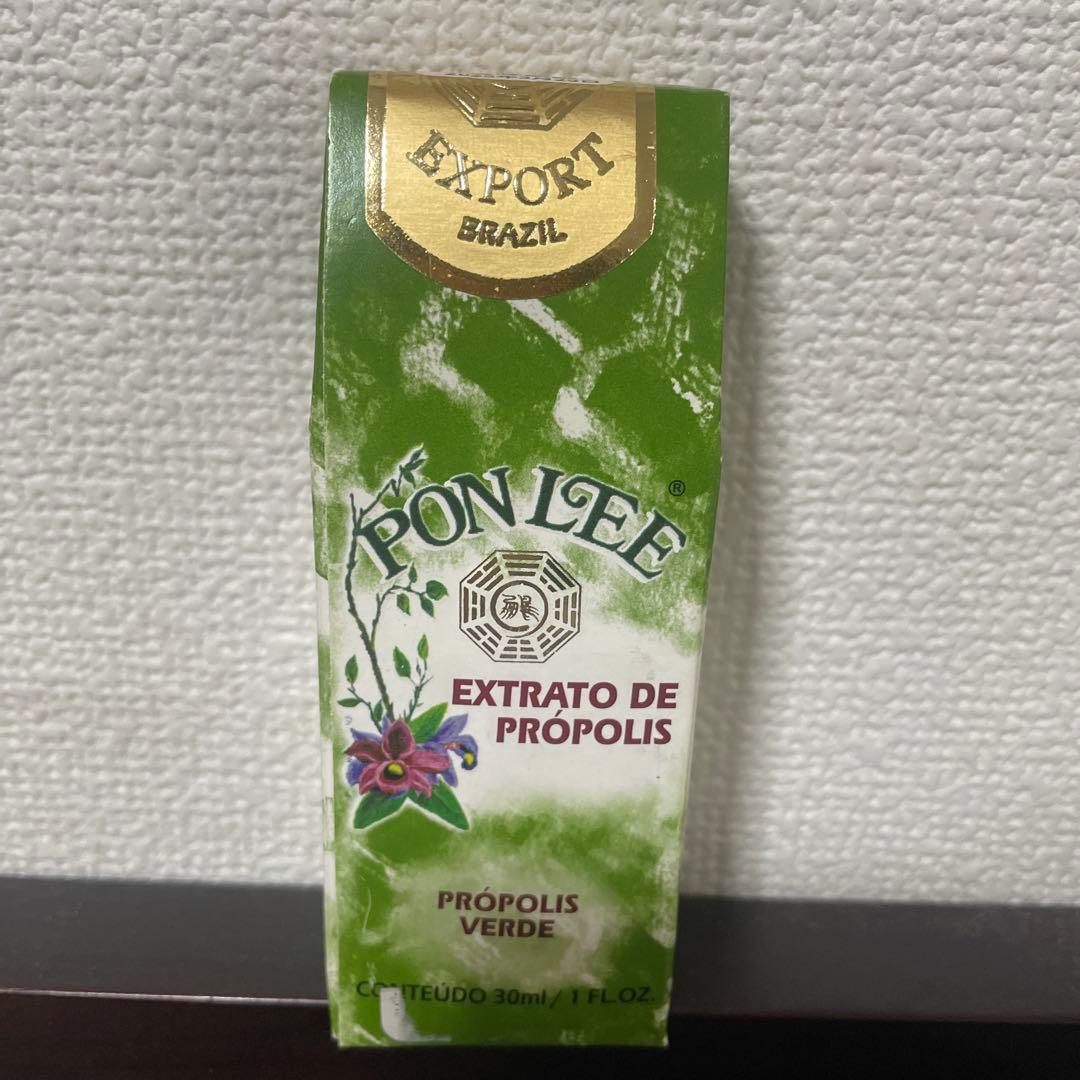 EXPORT
BRAZIL
PON LEE ®
EXTRATO DE
PRÓPOLIS
PRÓPOLIS
VERDE
CONTEÚDO 30ml / 1 FL.OZ.